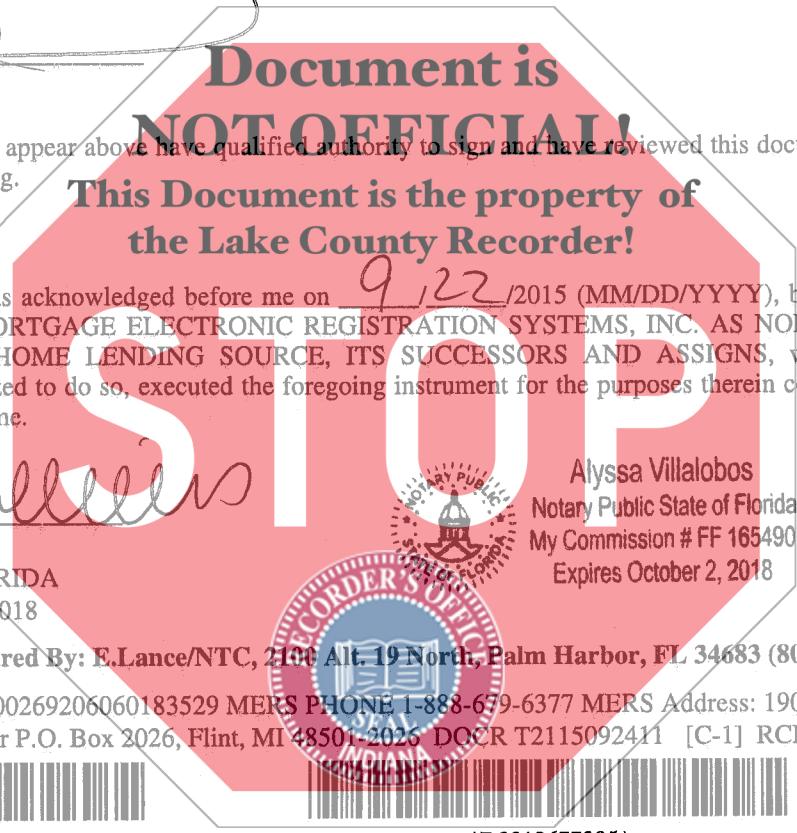 Document is
NOT OFFICIAL!
appear above have qualified authority to sign and have reviewed this doc
g.
This Document is the property of
the Lake County Recorder!
s acknowledged before me on 9/22/2015 (MM/DD/YYYY), b
ORTGAGE ELECTRONIC REGISTRATION SYSTEMS, INC. AS NO
HOME LENDING SOURCE, ITS SUCCESSORS AND ASSIGNS, w
zed to do so, executed the foregoing instrument for the purposes therein c
me.
STOP
NOTARY PUBLIC
STATE OF FLORIDA
Alyssa Villalobos
Notary Public State of Florida
My Commission # FF 165490
Expires October 2, 2018
RIDA
018
RECORDER'S OFFICE
SEAL
INDIANA
red By: E.Lance/NTC, 2100 Alt. 19 North, Palm Harbor, FL 34683 (80
00269206060183529 MERS PHONE 1-888-679-6377 MERS Address: 190
r P.O. Box 2026, Flint, MI 48501-2026 DOCR T2115092411 [C-1] RC